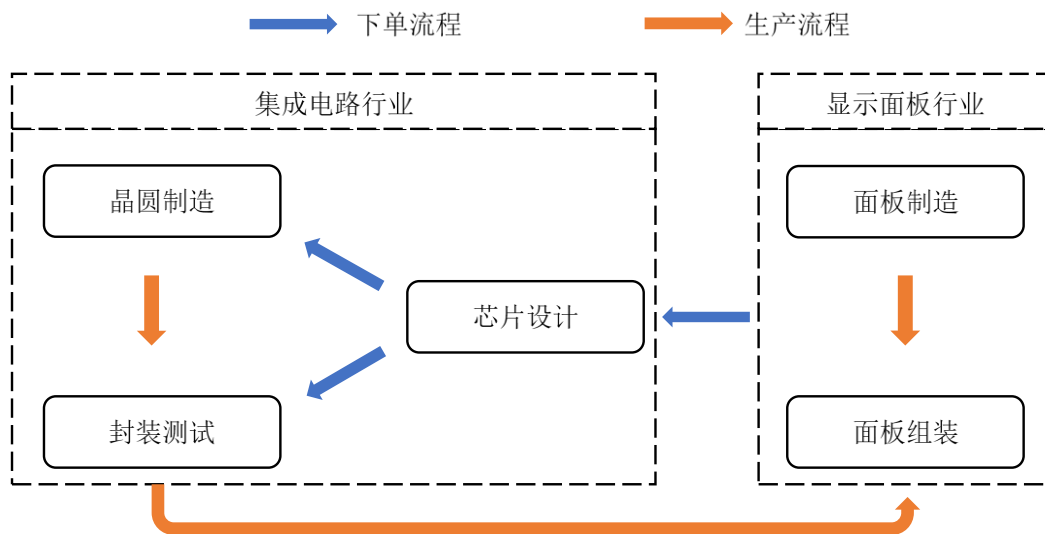 下单流程
生产流程
集成电路行业
显示面板行业
晶圆制造
面板制造
芯片设计
封装测试
面板组装